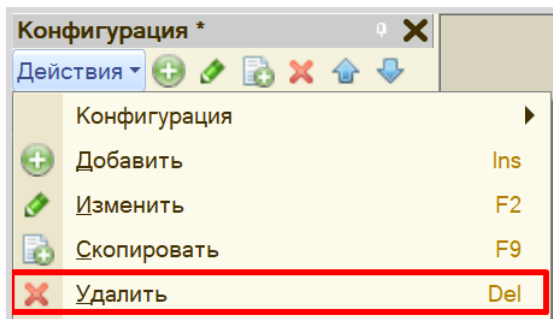 Конфигурация *
Действия
Конфигурация
Добавить Ins
Изменить F2
Скопировать F9
Удалить Del